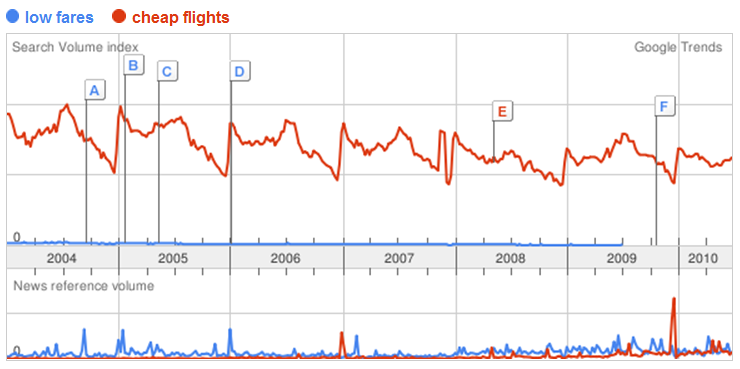 low fares cheap flights
Search Volume index Google Trends
B
C D
A
E F
0
2004 2005 2006 2007 2008 2009 2010
News reference volume
0